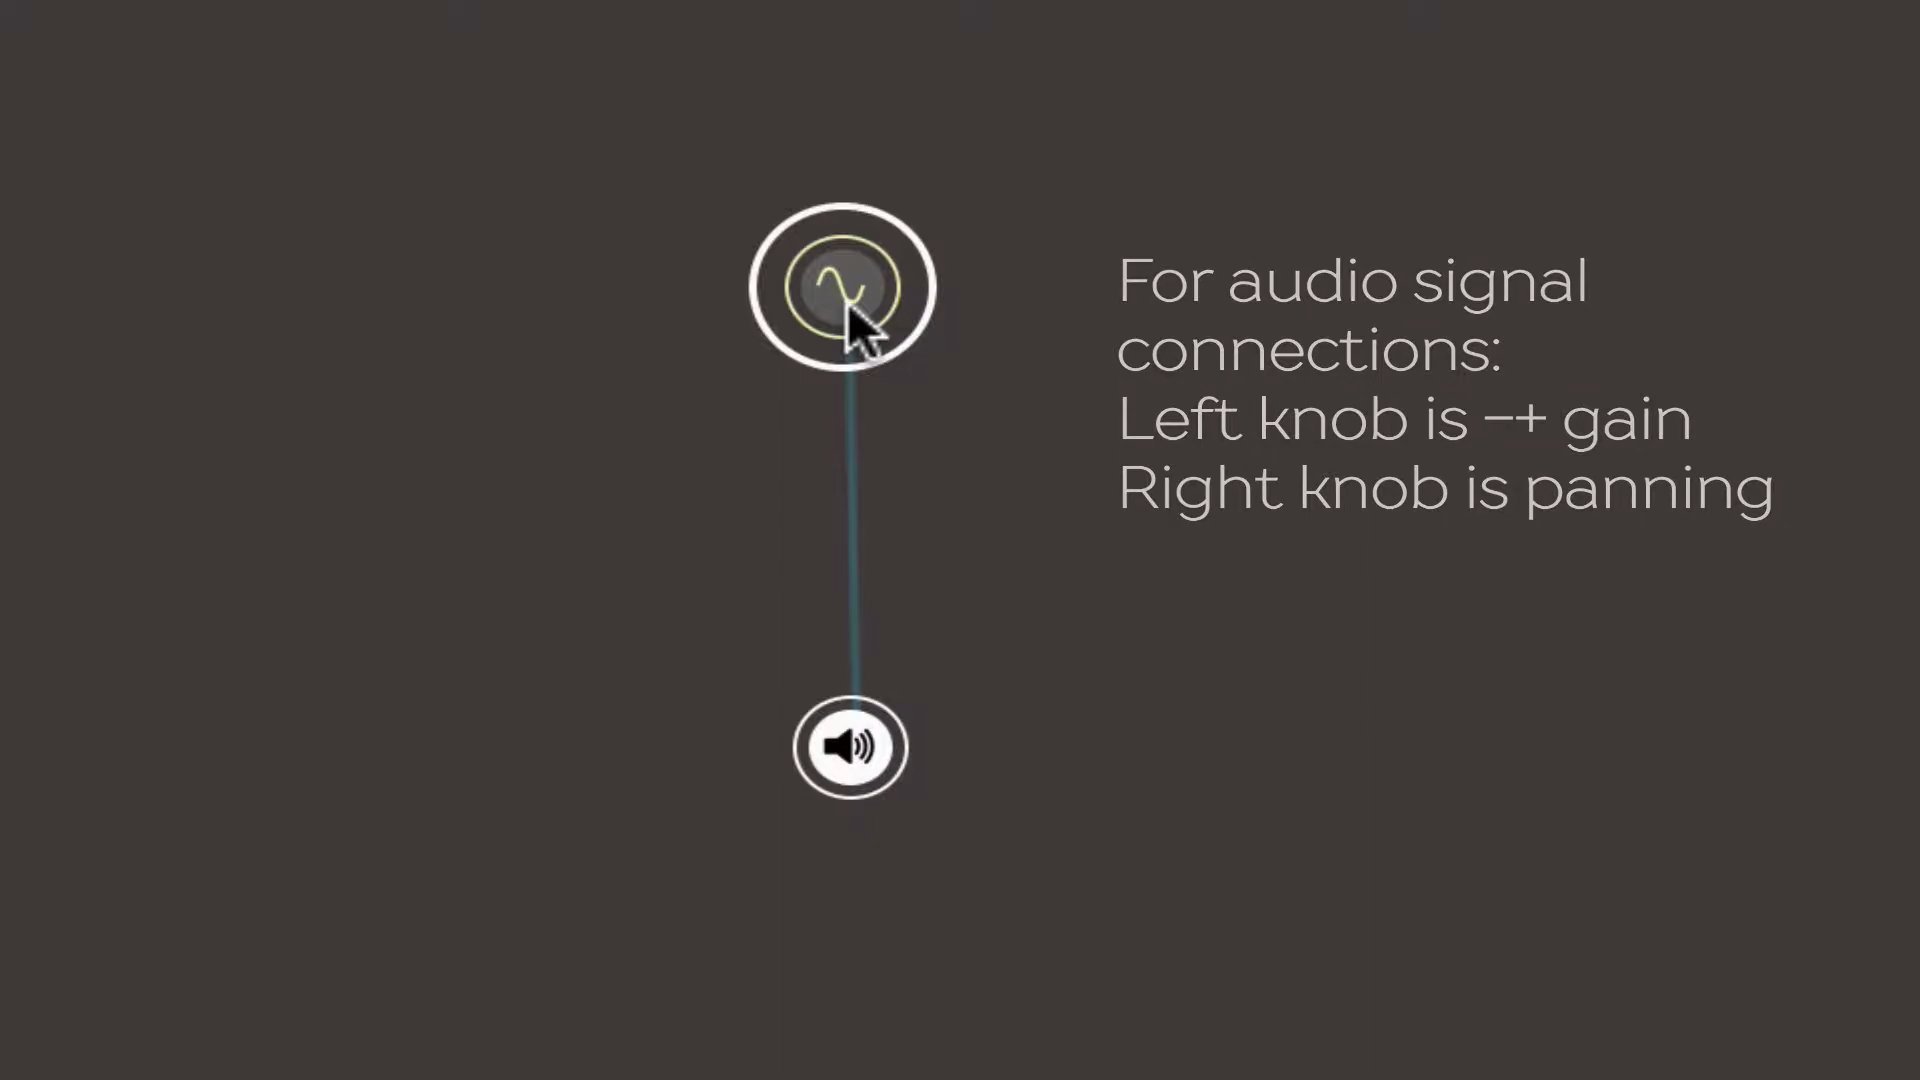 For audio signal
connections:
Left knob is −+ gain
Right knob is panning